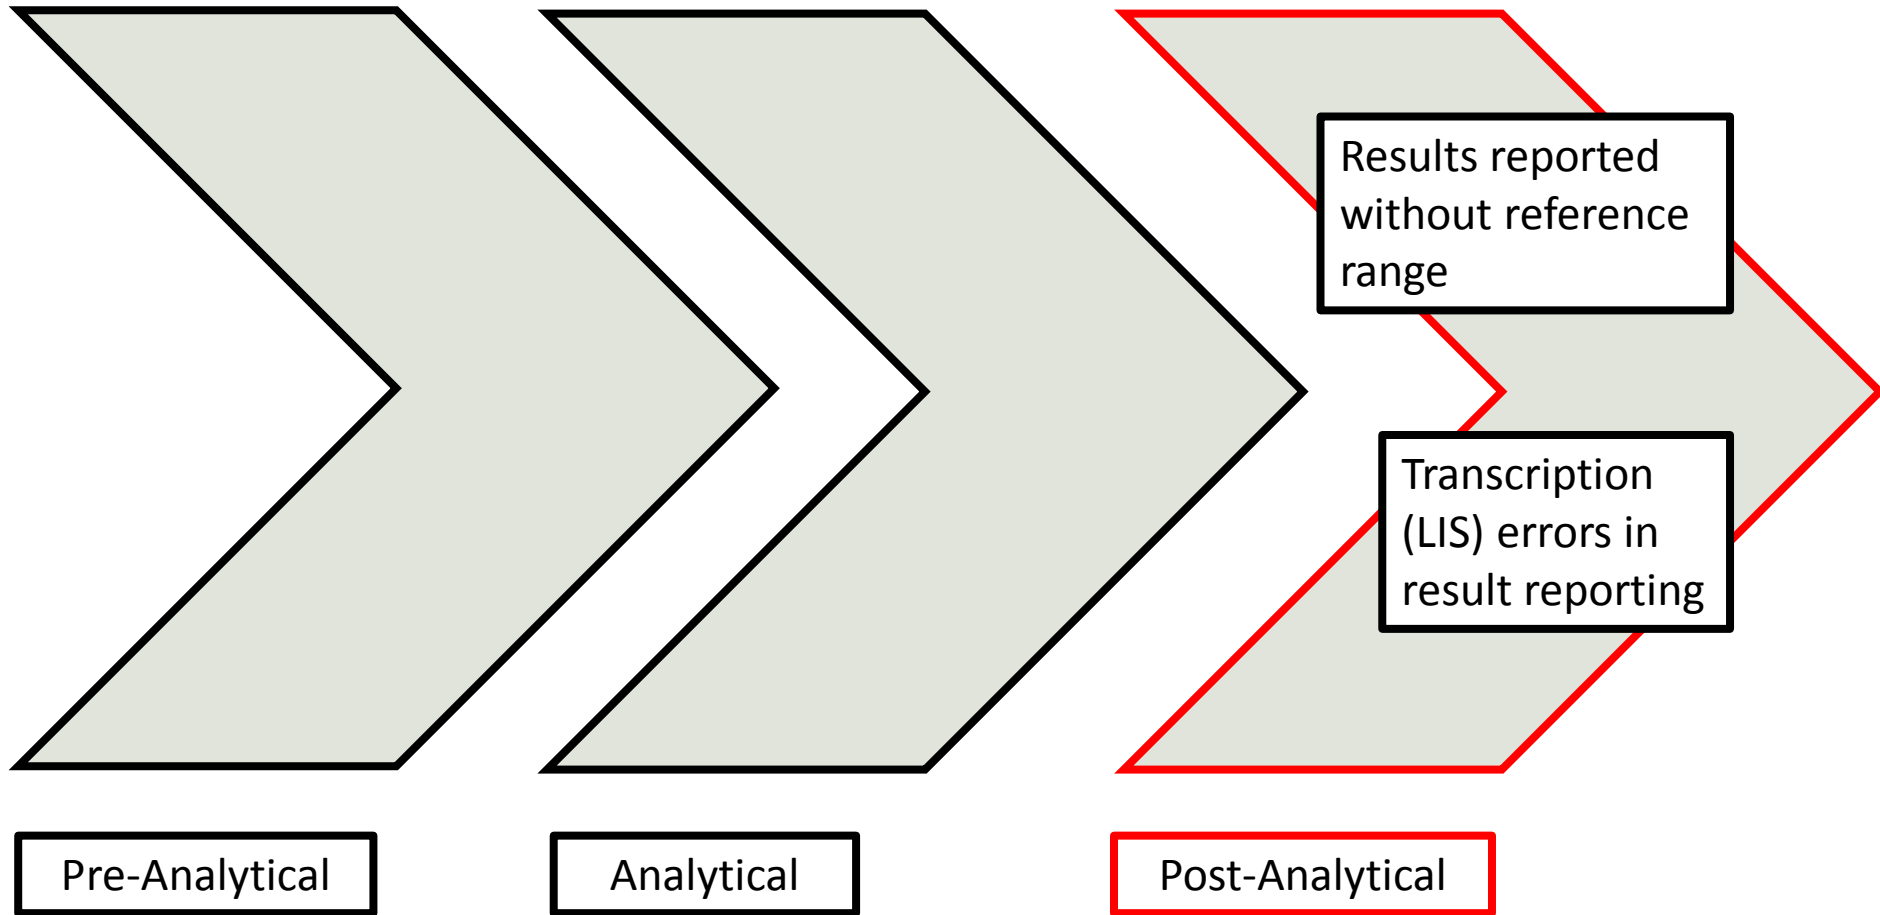 Results reported
without reference
range
Transcription
(LIS) errors in
result reporting
Pre-Analytical
Analytical
Post-Analytical